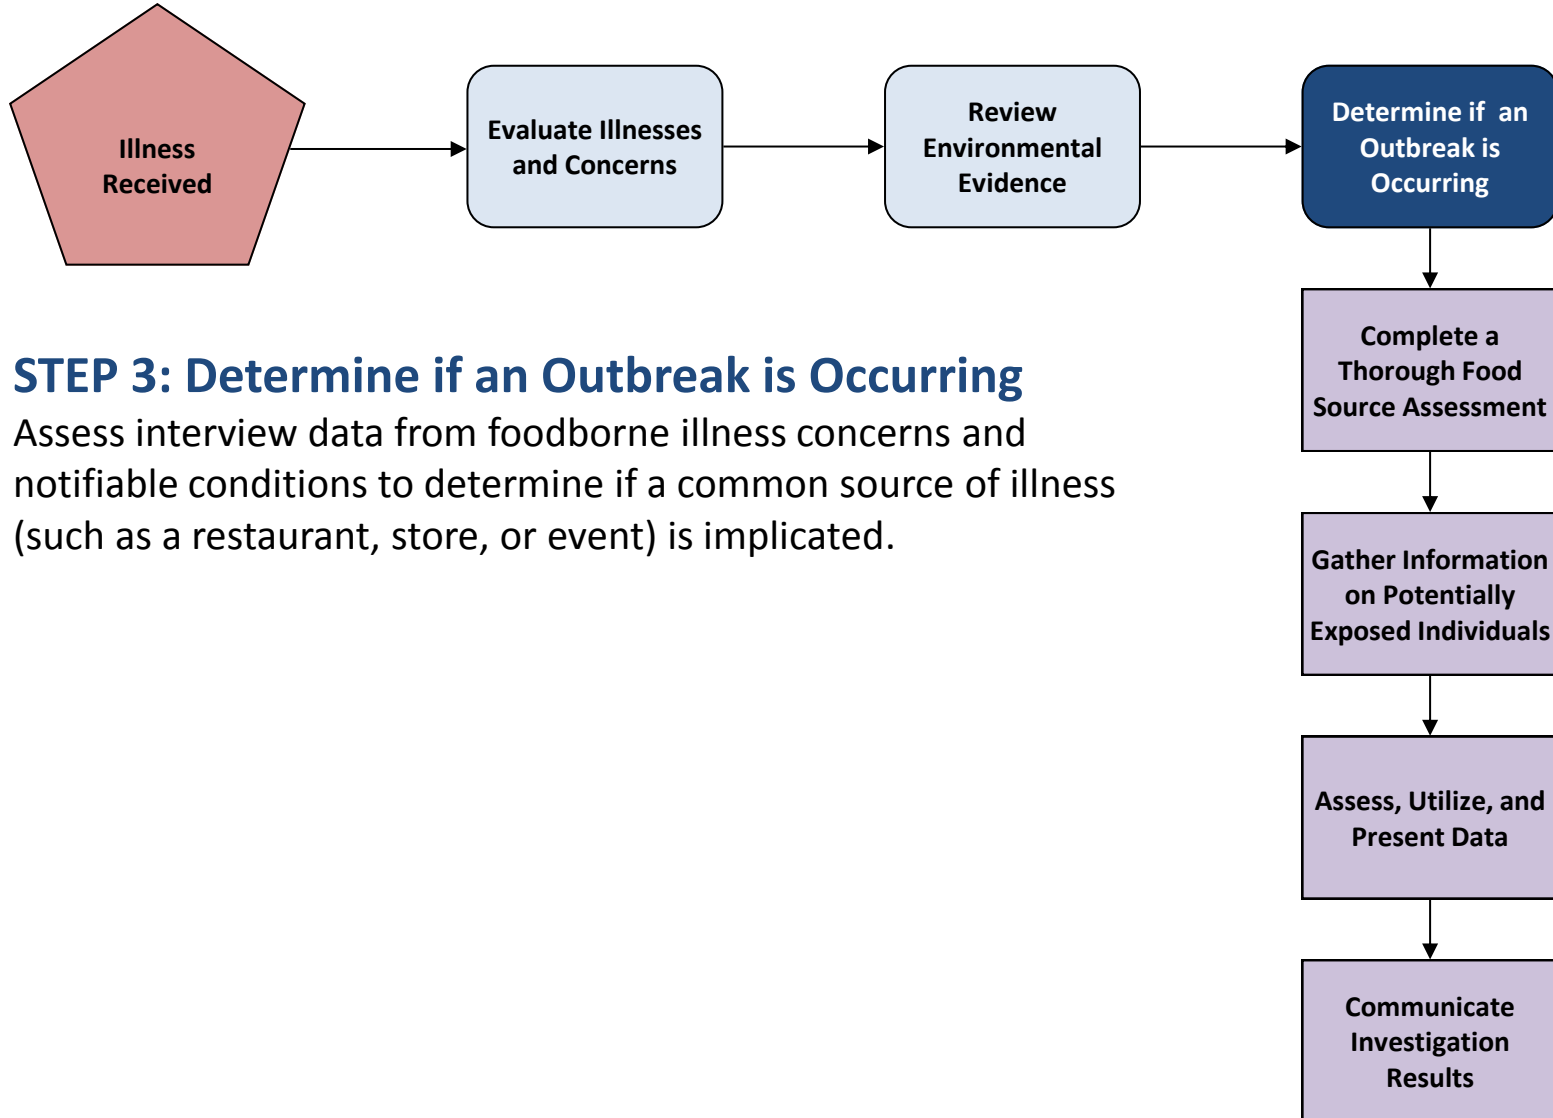 Illness
Received
Evaluate Illnesses
and Concerns
Review
Environmental
Evidence
Determine if an
Outbreak is
Occurring
STEP 3: Determine if an Outbreak is Occurring
Assess interview data from foodborne illness concerns and
notifiable conditions to determine if a common source of illness
(such as a restaurant, store, or event) is implicated.
Complete a
Thorough Food
Source Assessment
Gather Information
on Potentially
Exposed Individuals
Assess, Utilize, and
Present Data
Communicate
Investigation
Results